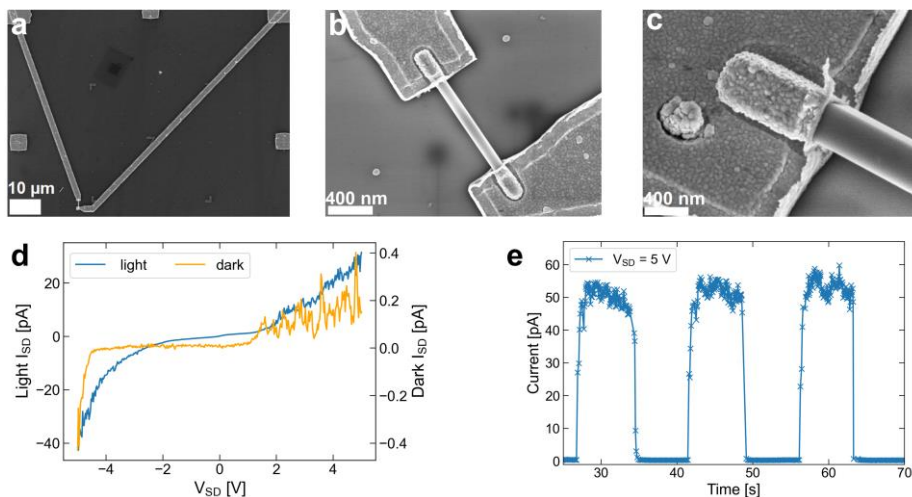 a
10 µm
b
400 nm
c
400 nm
d
light
dark
Light I_SD [pA]
20
0
−20
−40
Dark I_SD [pA]
0.4
0.2
0.0
−0.2
−0.4
−4
−2
0
2
4
V_SD [V]
e
V_SD = 5 V
Current [pA]
60
50
40
30
20
10
0
30
40
50
60
70
Time [s]